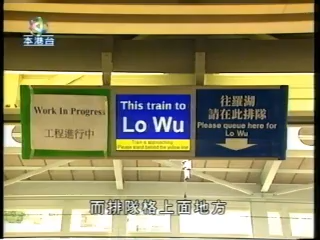 本港台
Work In Progress
工程進行中
This train to
Lo Wu
Train is approaching
Please stand behind the yellow line
往羅湖
請在此排隊
Please queue here for
Lo Wu
而排隊格上面地方